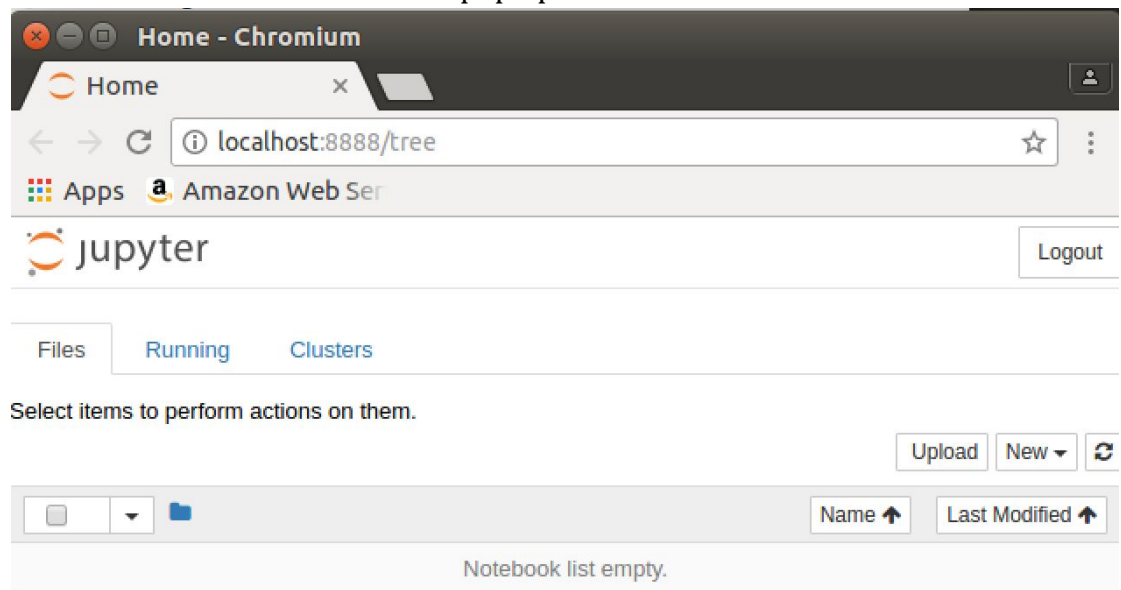 Home - Chromium
Home
localhost:8888/tree
Apps Amazon Web Ser
jupyter Logout
Files Running Clusters
Select items to perform actions on them.
Upload New
Name Last Modified
Notebook list empty.